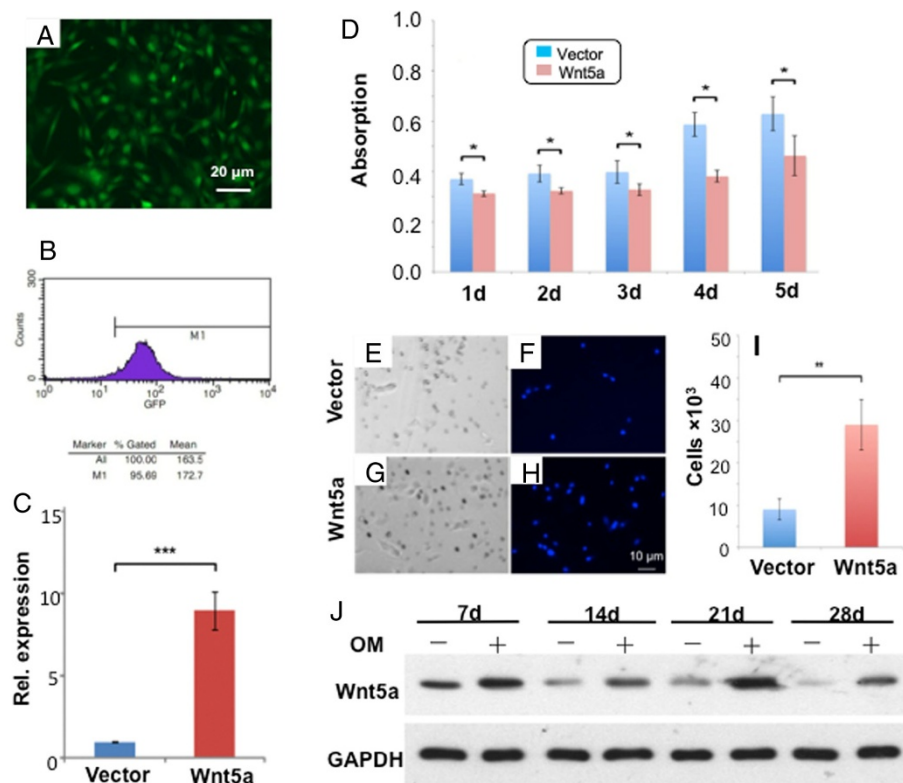 A
20 µm
B
300
Counts
0
M1
10⁰ 10¹ 10² 10³ 10⁴
GFP
Marker % Gated Mean
All 100.00 163.5
M1 95.69 172.7
C
15
10
5
0
Rel. expression
***
Vector Wnt5a
D
Vector
Wnt5a
1.0
0.8
0.6
0.4
0.2
0.0
Absorption
* * * * *
1d 2d 3d 4d 5d
E F
Vector
G H
Wnt5a
10 µm
I
50
40
30
20
10
0
Cells ×10³
**
Vector Wnt5a
J
7d 14d 21d 28d
OM − + − + − + − +
Wnt5a
GAPDH